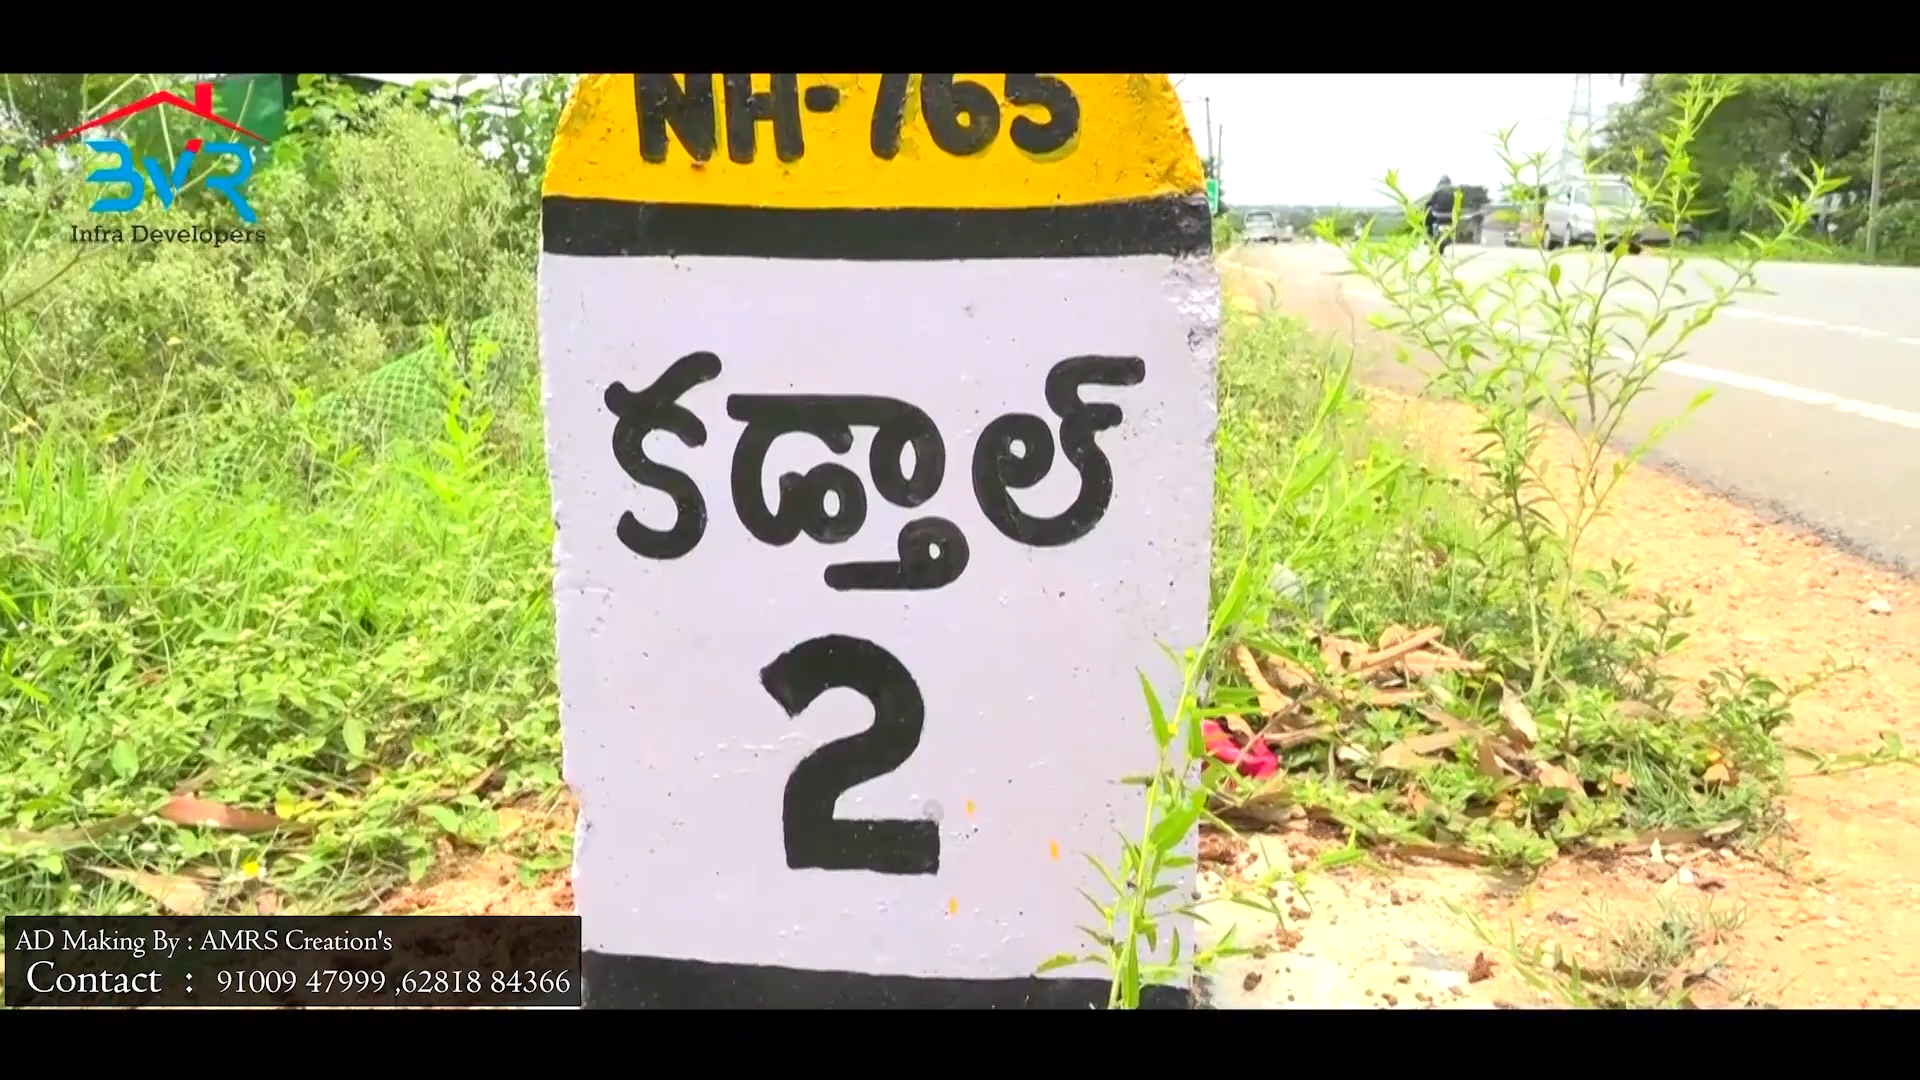 NH-765
BVR
Infra Developers
కడ్తాల్
2
AD Making By : AMRS Creation's
Contact : 91009 47999 ,62818 84366